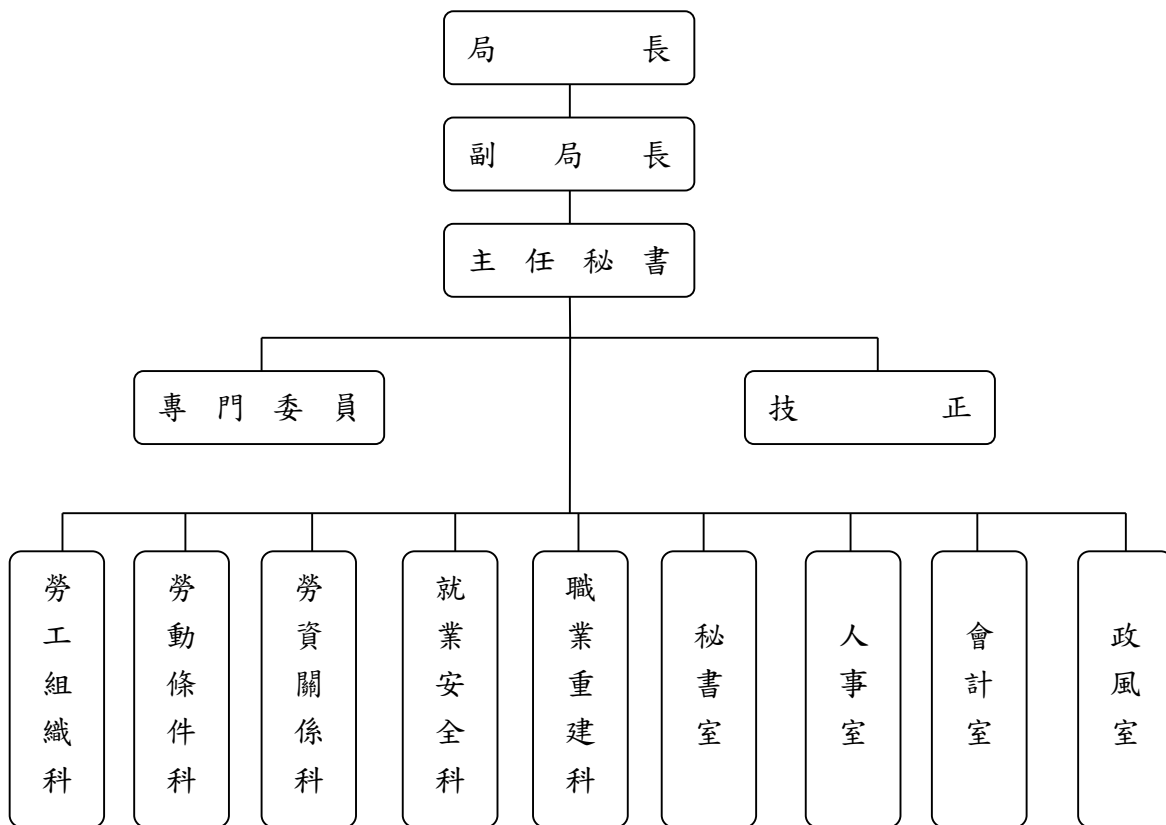 局長
副局長
主任秘書
專門委員
技正
勞工組織科
勞動條件科
勞資關係科
就業安全科
職業重建科
秘書室
人事室
會計室
政風室